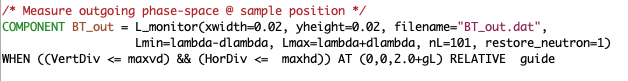 /* Measure outgoing phase-space @ sample position */
COMPONENT BT_out = L_monitor(xwidth=0.02, yheight=0.02, filename="BT_out.dat",
Lmin=lambda-dlambda, Lmax=lambda+dlambda, nL=101, restore_neutron=1)
WHEN ((VertDiv <= maxvd) && (HorDiv <=  maxhd)) AT (0,0,2.0+gL) RELATIVE  guide